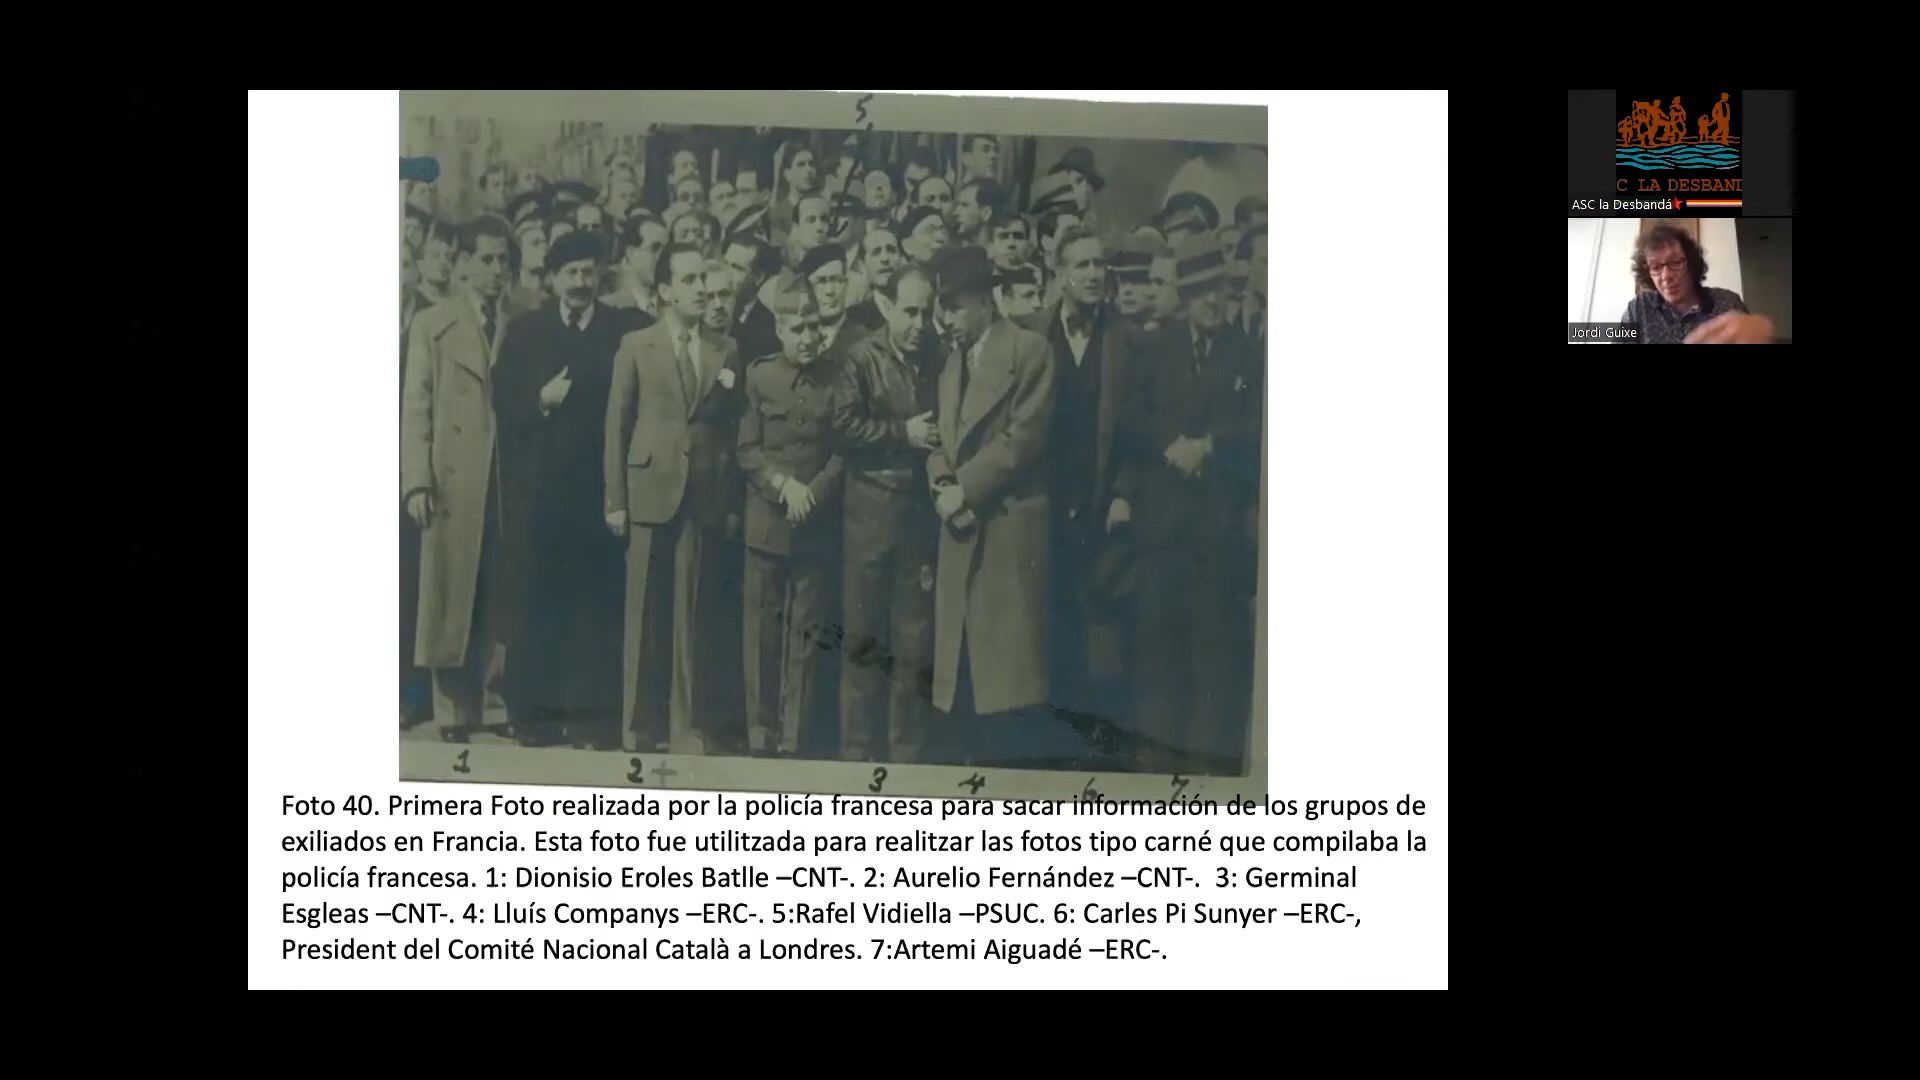 5,
1
2+
3
4
6
7.
Foto 40. Primera Foto realizada por la policía francesa para sacar información de los grupos de
exiliados en Francia. Esta foto fue utilitzada para realitzar las fotos tipo carné que compilaba la
policía francesa. 1: Dionisio Eroles Batlle –CNT-. 2: Aurelio Fernández –CNT-. 3: Germinal
Esgleas –CNT-. 4: Lluís Companys –ERC-. 5:Rafel Vidiella –PSUC. 6: Carles Pi Sunyer –ERC-,
President del Comité Nacional Català a Londres. 7:Artemi Aiguadé –ERC-.
C LA DESBAND
ASC la Desbandá
Jordi Guixe